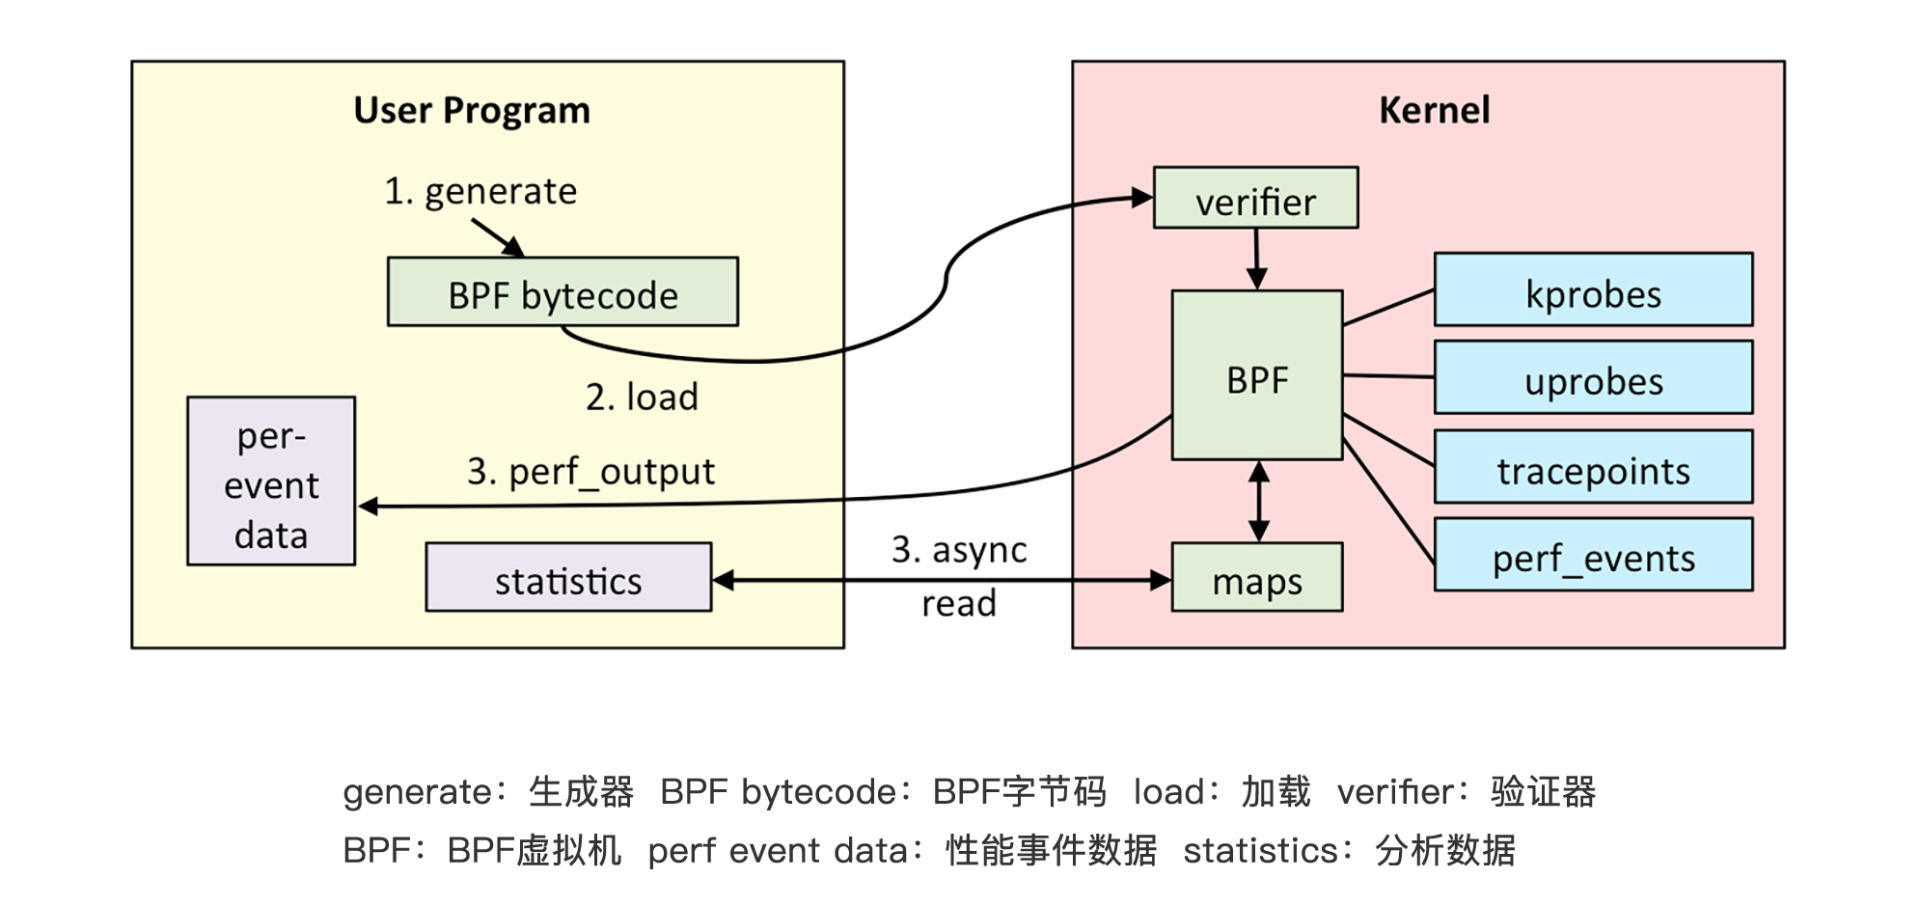 User Program
1. generate
BPF bytecode
2. load
per-
event
data
3. perf_output
statistics
3. async
read
Kernel
verifier
BPF
maps
kprobes
uprobes
tracepoints
perf_events
generate：生成器 BPF bytecode：BPF字节码 load：加载 verifier：验证器
BPF：BPF虚拟机 perf event data：性能事件数据 statistics：分析数据